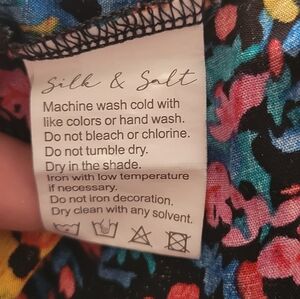 Silk & Salt
Machine wash cold with
like colors or hand wash.
Do not bleach or chlorine.
Do not tumble dry.
Dry in the shade.
Iron with low temperature
if necessary.
Do not iron decoration.
Dry clean with any solvent.